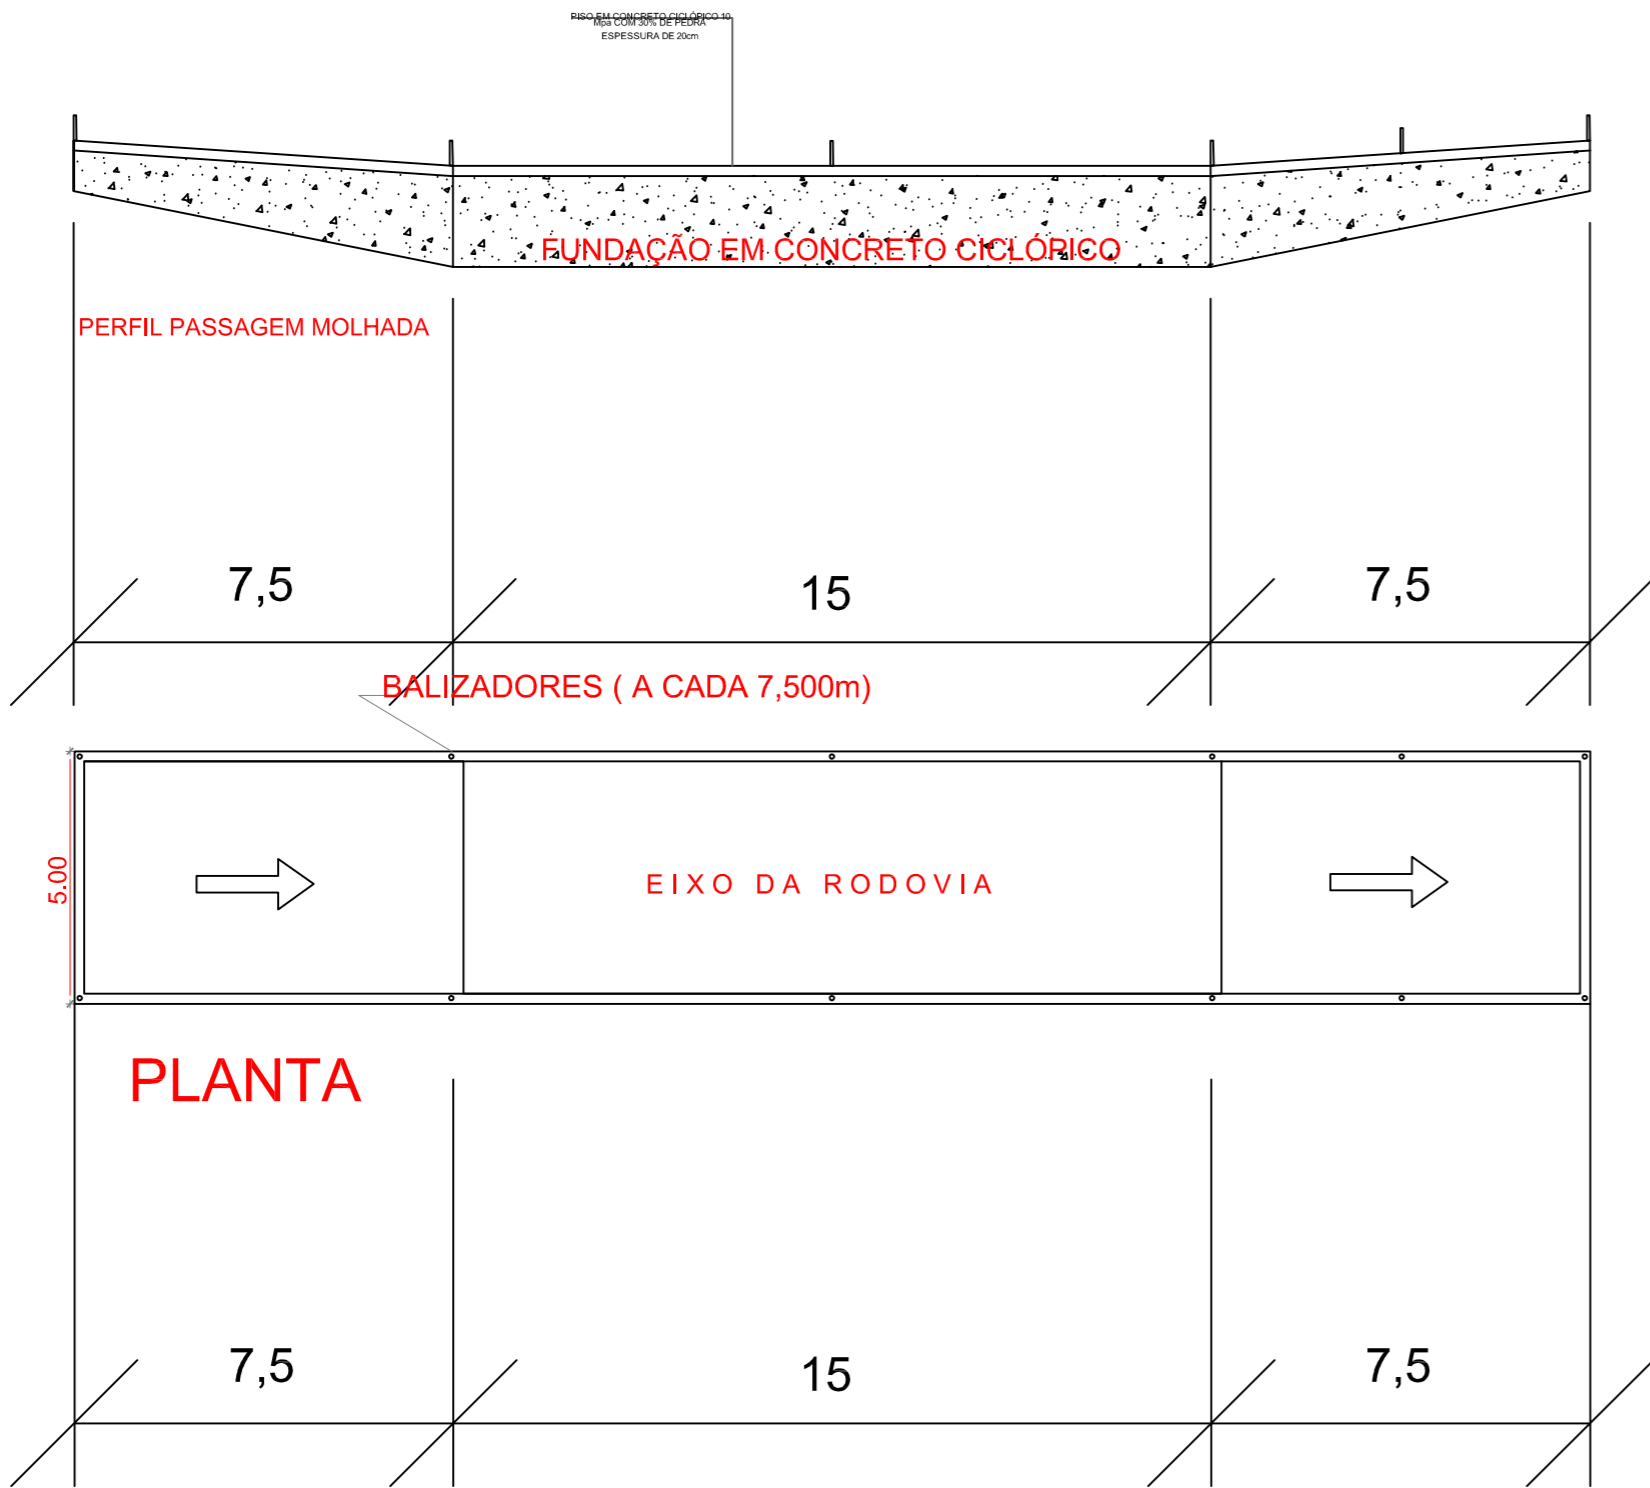 PISO EM CONCRETO CICLÓPICO 10
Mpa COM 30% DE PEDRA
ESPESSURA DE 20cm
FUNDAÇÃO EM CONCRETO CICLÓRPICO
PERFIL PASSAGEM MOLHADA
7,5
15
7,5
BALIZADORES ( A CADA 7,500m)
5.00
EIXO DA RODOVIA
PLANTA
7,5
15
7,5